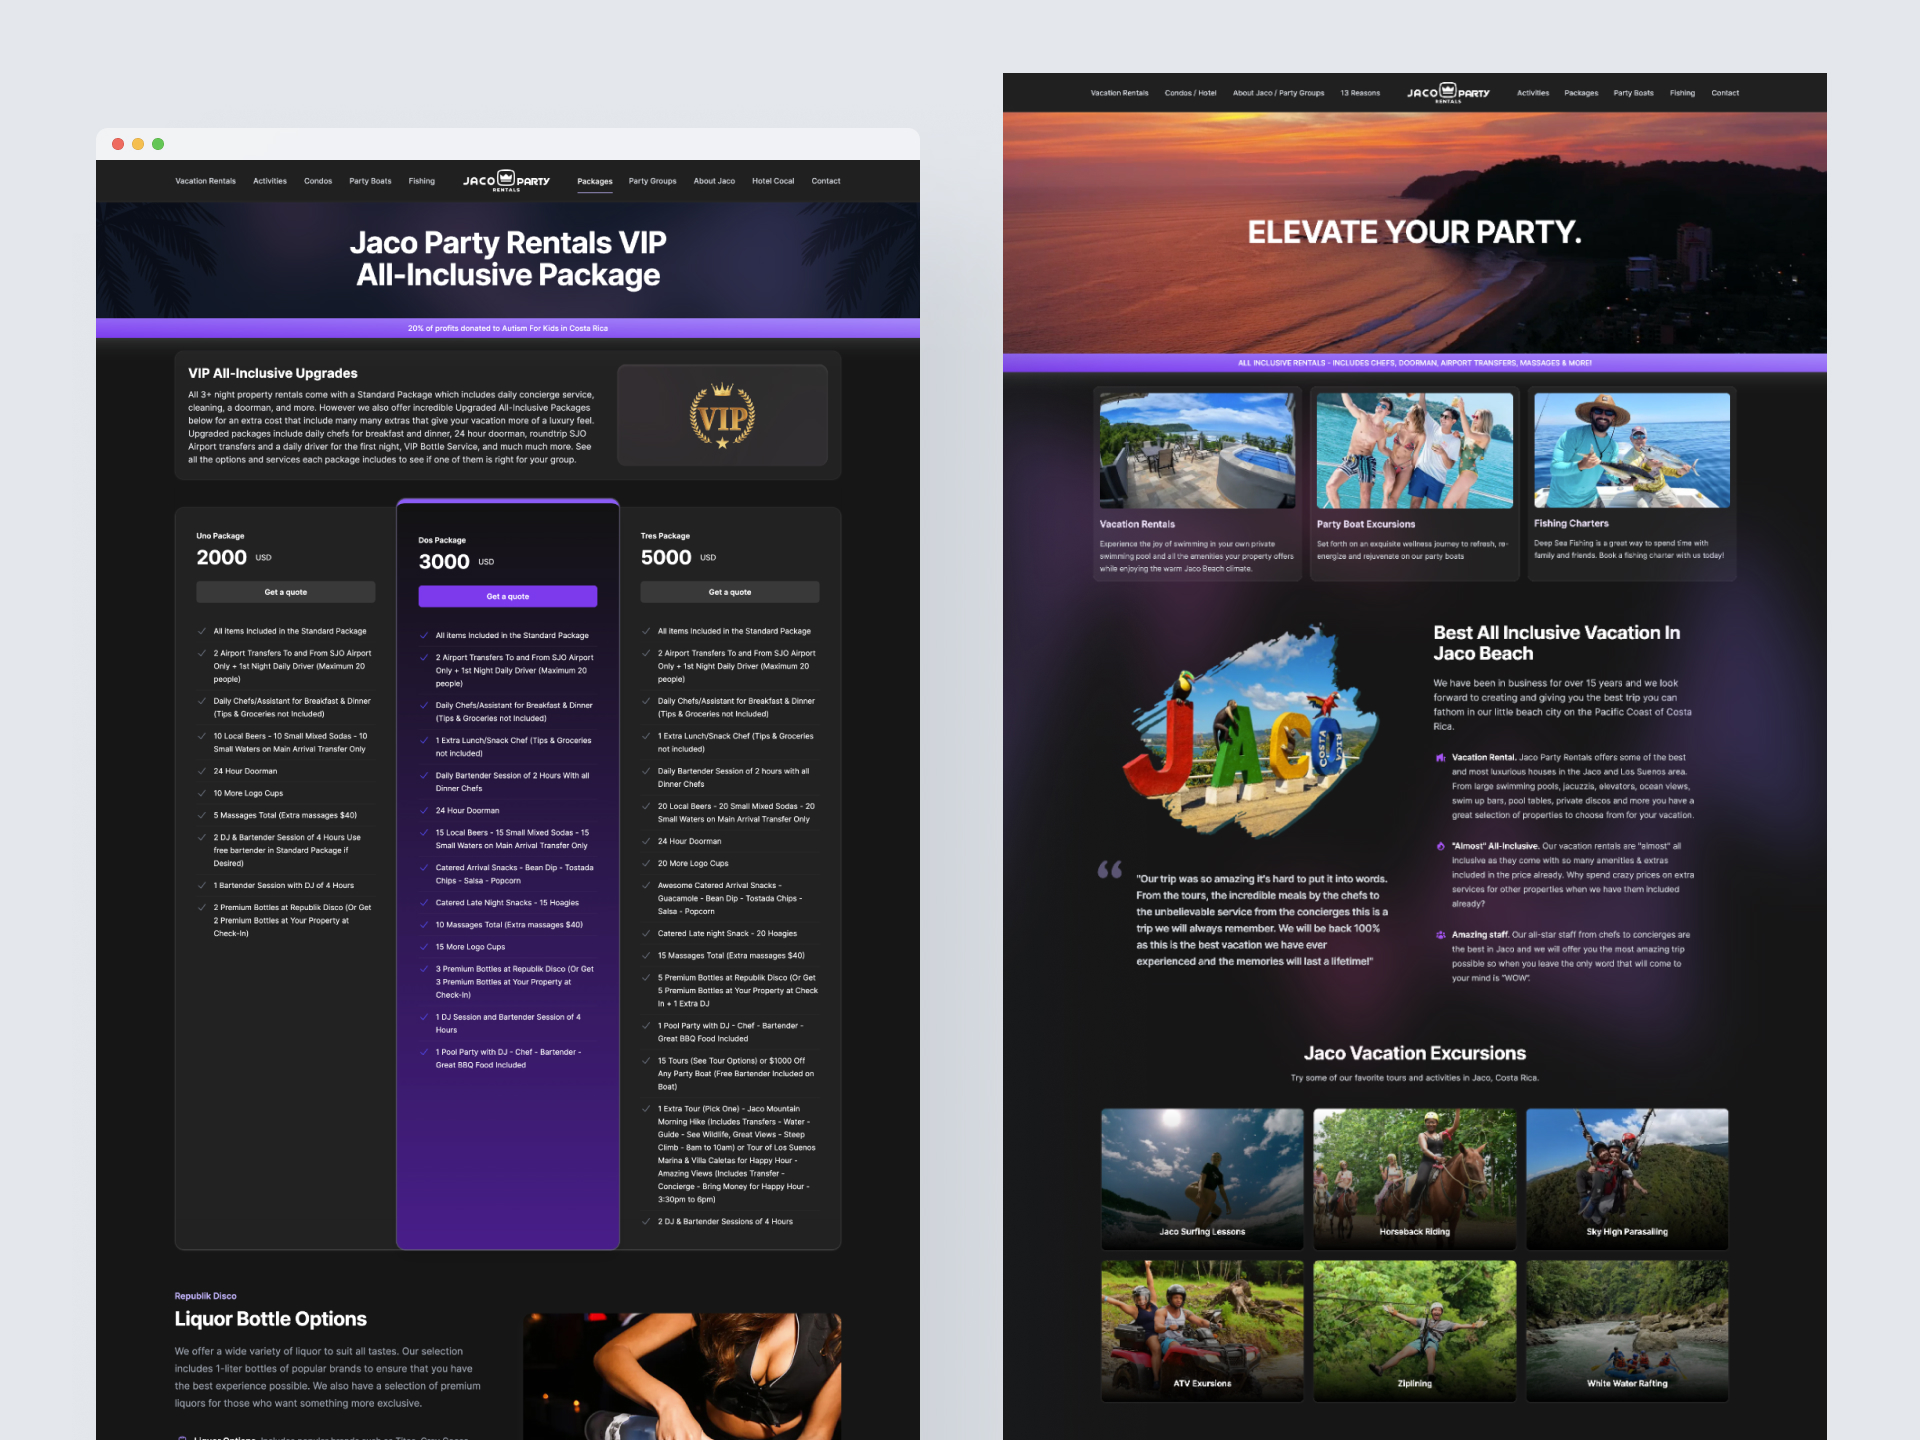 Vacation Rentals
Activities
Condos
Party Boats
Fishing
JACO PARTY
RENTALS
Packages
Party Groups
About Jaco
Hotel Cocal
Contact
Jaco Party Rentals VIP
All-Inclusive Package
20% of profits donated to Autism For Kids in Costa Rica
VIP All-Inclusive Upgrades
All 3+ night property rentals come with a Standard Package which includes daily concierge service,
cleaning, a doorman, and more. However we also offer incredible Upgraded All-Inclusive Packages
below for an extra cost that include many many extras that give your vacation more of a luxury feel.
Upgraded packages include daily chefs for breakfast and dinner, 24 hour doorman, roundtrip SJO
Airport transfers and a daily driver for the first night, VIP Bottle Service, and much much more. See
all the options and services each package includes to see if one of them is right for your group.
VIP
Uno Package
2000 USD
Get a quote
All items Included in the Standard Package
2 Airport Transfers To and From SJO Airport
Only + 1st Night Daily Driver (Maximum 20
people)
Daily Chefs/Assistant for Breakfast & Dinner
(Tips & Groceries not Included)
10 Local Beers - 10 Small Mixed Sodas - 10
Small Waters on Main Arrival Transfer Only
24 Hour Doorman
10 More Logo Cups
5 Massages Total (Extra massages $40)
2 DJ & Bartender Session of 4 Hours Use
free bartender in Standard Package if
Desired)
1 Bartender Session with DJ of 4 Hours
2 Premium Bottles at Republik Disco (Or Get
2 Premium Bottles at Your Property at
Check-In)
Dos Package
3000 USD
Get a quote
All items Included in the Standard Package
2 Airport Transfers To and From SJO Airport
Only + 1st Night Daily Driver (Maximum 20
people)
Daily Chefs/Assistant for Breakfast & Dinner
(Tips & Groceries not Included)
1 Extra Lunch/Snack Chef (Tips & Groceries
not included)
Daily Bartender Session of 2 Hours With all
Dinner Chefs
24 Hour Doorman
15 Local Beers - 15 Small Mixed Sodas - 15
Small Waters on Main Arrival Transfer Only
Catered Arrival Snacks - Bean Dip - Tostada
Chips - Salsa - Popcorn
Catered Late Night Snacks - 15 Hoagies
10 Massages Total (Extra massages $40)
15 More Logo Cups
3 Premium Bottles at Republik Disco (Or Get
3 Premium Bottles at Your Property at
Check-In)
1 DJ Session and Bartender Session of 4
Hours
1 Pool Party with DJ - Chef - Bartender -
Great BBQ Food Included
Tres Package
5000 USD
Get a quote
All items Included in the Standard Package
2 Airport Transfers To and From SJO Airport
Only + 1st Night Daily Driver (Maximum 20
people)
Daily Chefs/Assistant for Breakfast & Dinner
(Tips & Groceries not Included)
1 Extra Lunch/Snack Chef (Tips & Groceries
not included)
Daily Bartender Session of 2 hours with all
Dinner Chefs
20 Local Beers - 20 Small Mixed Sodas - 20
Small Waters on Main Arrival Transfer Only
24 Hour Doorman
20 More Logo Cups
Awesome Catered Arrival Snacks -
Guacamole - Bean Dip - Tostada Chips -
Salsa - Popcorn
Catered Late night Snack - 20 Hoagies
15 Massages Total (Extra massages $40)
5 Premium Bottles at Republik Disco (Or Get
5 Premium Bottles at Your Property at Check
In + 1 Extra DJ
1 Pool Party with DJ - Chef - Bartender -
Great BBQ Food Included
15 Tours (See Tour Options) or $1000 Off
Any Party Boat (Free Bartender Included on
Boat)
1 Extra Tour (Pick One) - Jaco Mountain
Morning Hike (Includes Transfers - Water -
Guide - See Wildlife, Great Views - Steep
Climb - 8am to 10am) or Tour of Los Suenos
Marina & Villa Caletas for Happy Hour -
Amazing Views (Includes Transfer -
Concierge - Bring Money for Happy Hour -
3:30pm to 6pm)
2 DJ & Bartender Sessions of 4 Hours
Republik Disco
Liquor Bottle Options
We offer a wide variety of liquor to suit all tastes. Our selection
includes 1-liter bottles of popular brands to ensure that you have
the best experience possible. We also have a selection of premium
liquors for those who want something more exclusive.
Vacation Rentals
Condos / Hotel
About Jaco / Party Groups
13 Reasons
JACO PARTY
RENTALS
Activities
Packages
Party Boats
Fishing
Contact
ELEVATE YOUR PARTY.
ALL INCLUSIVE RENTALS - INCLUDES CHEFS, DOORMAN, AIRPORT TRANSFERS, MASSAGES & MORE!
Vacation Rentals
Experience the joy of swimming in your own private
swimming pool and all the amenities your property offers
while enjoying the warm Jaco Beach climate.
Party Boat Excursions
Set forth on an exquisite wellness journey to refresh, re-
energize and rejuvenate on our party boats
Fishing Charters
Deep Sea Fishing is a great way to spend time with
family and friends. Book a fishing charter with us today!
JACO
COSTA
RICA
"Our trip was so amazing it's hard to put it into words.
From the tours, the incredible meals by the chefs to
the unbelievable service from the concierges this is a
trip we will always remember. We will be back 100%
as this is the best vacation we have ever
experienced and the memories will last a lifetime!"
Best All Inclusive Vacation In
Jaco Beach
We have been in business for over 15 years and we look
forward to creating and giving you the best trip you can
fathom in our little beach city on the Pacific Coast of Costa
Rica.
Vacation Rental. Jaco Party Rentals offers some of the best
and most luxurious houses in the Jaco and Los Suenos area.
From large swimming pools, jacuzzis, elevators, ocean views,
swim up bars, pool tables, private discos and more you have a
great selection of properties to choose from for your vacation.
"Almost" All-Inclusive. Our vacation rentals are "almost" all
inclusive as they come with so many amenities & extras
included in the price already. Why spend crazy prices on extra
services for other properties when we have them included
already?
Amazing staff. Our all-star staff from chefs to concierges are
the best in Jaco and we will offer you the most amazing trip
possible so when you leave the only word that will come to
your mind is "WOW".
Jaco Vacation Excursions
Try some of our favorite tours and activities in Jaco, Costa Rica.
Jaco Surfing Lessons
Horseback Riding
Sky High Parasailing
ATV Exursions
Ziplining
White Water Rafting